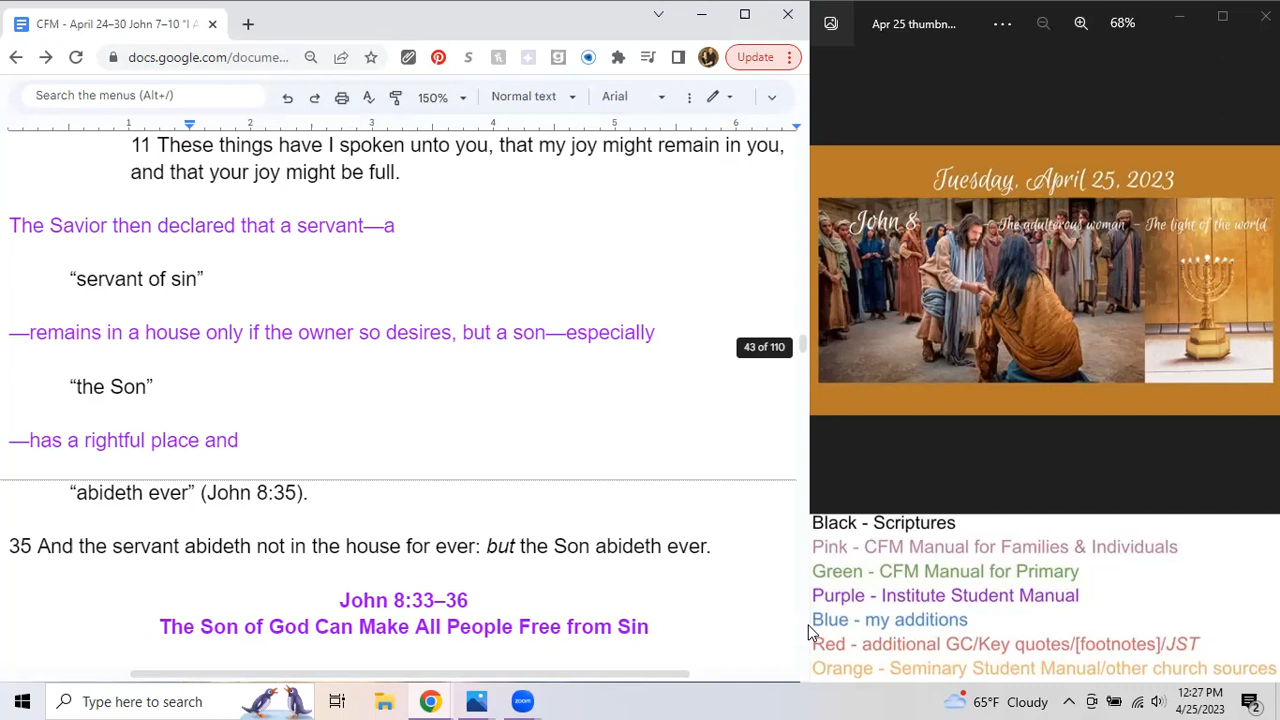 CFM - April 24–30 John 7–10 "I A
docs.google.com/docume...
Update
Search the menus (Alt+/)
150%
Normal text
Arial
1 2 3 4 5 6
11 These things have I spoken unto you, that my joy might remain in you,
and that your joy might be full.
The Savior then declared that a servant—a
“servant of sin”
—remains in a house only if the owner so desires, but a son—especially
“the Son”
—has a rightful place and
“abideth ever” (John 8:35).
35 And the servant abideth not in the house for ever: but the Son abideth ever.
John 8:33–36
The Son of God Can Make All People Free from Sin
43 of 110
Apr 25 thumbn...
68%
Tuesday, April 25, 2023
John 8 - The adulterous woman - The light of the world
Black - Scriptures
Pink - CFM Manual for Families & Individuals
Green - CFM Manual for Primary
Purple - Institute Student Manual
Blue - my additions
Red - additional GC/Key quotes/[footnotes]/JST
Orange - Seminary Student Manual/other church sources
Type here to search
zoom
65°F Cloudy
12:27 PM
4/25/2023
2